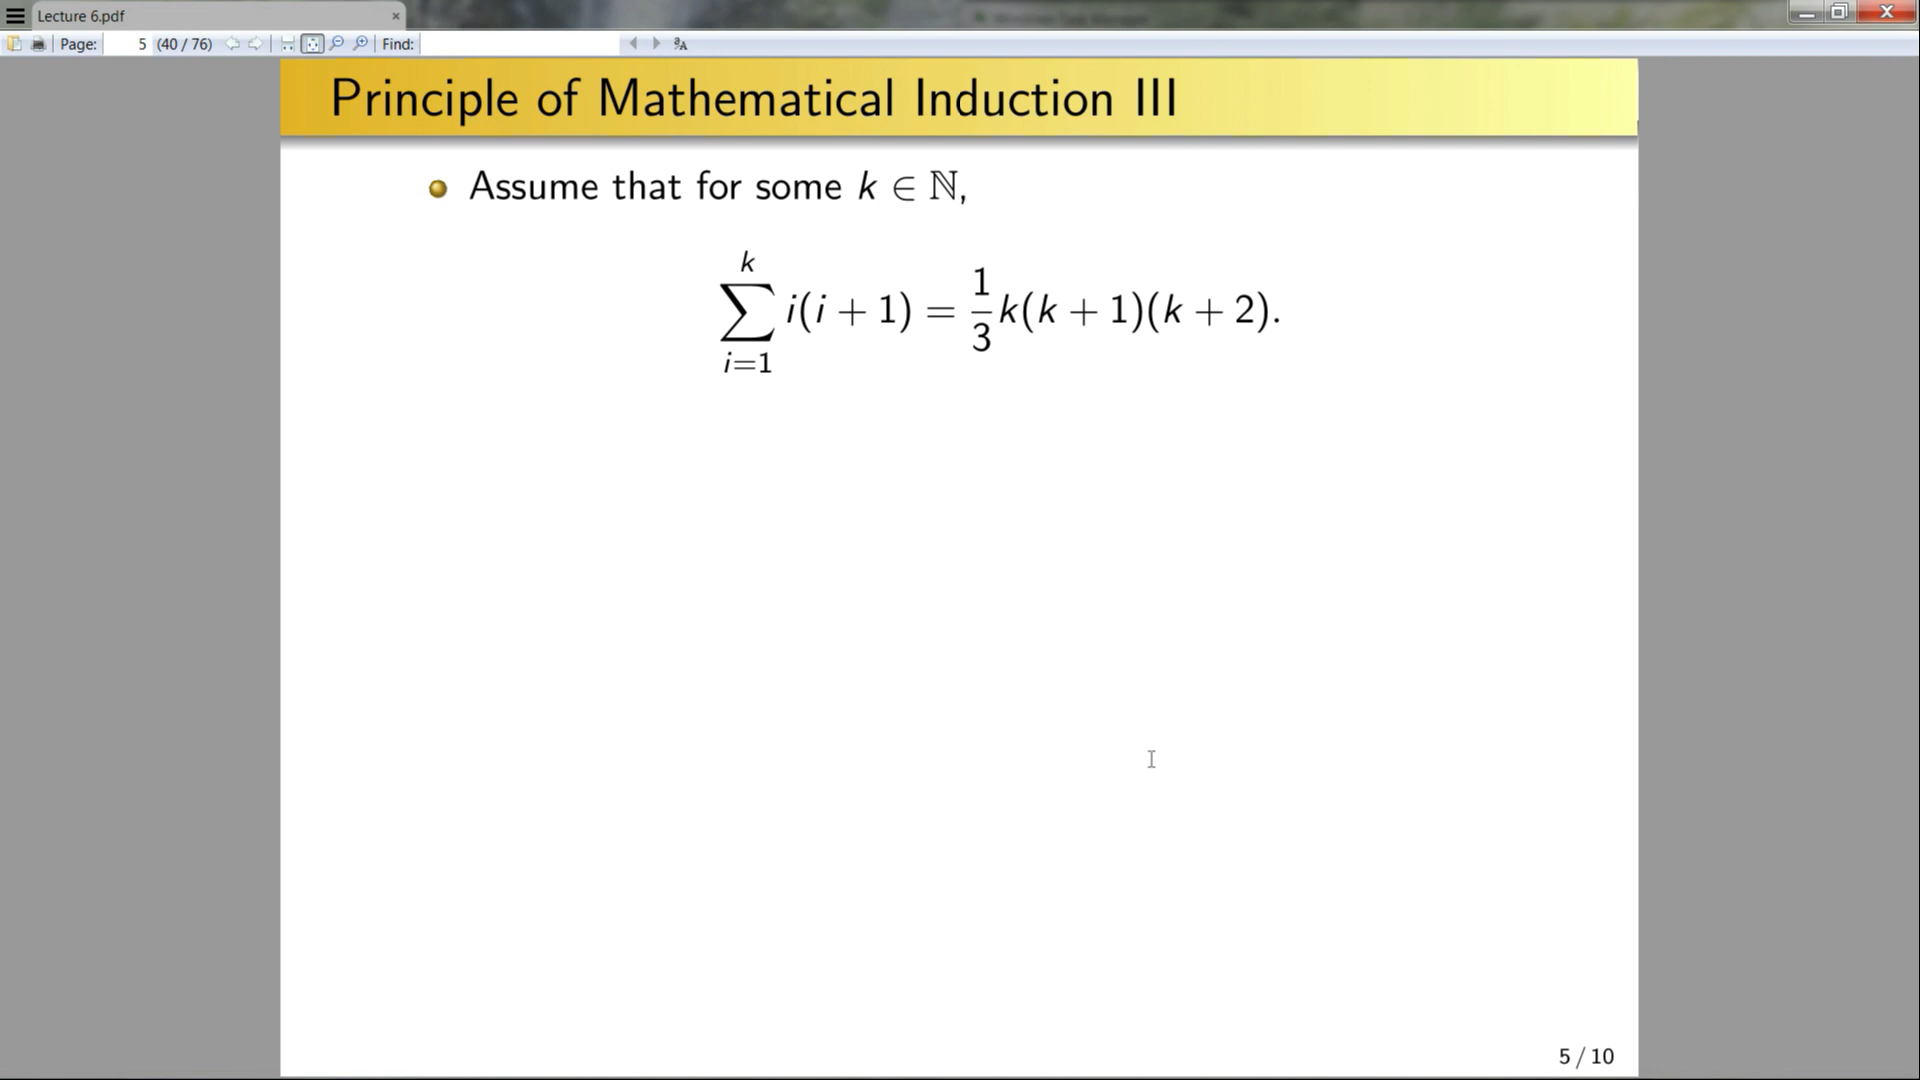 Lecture 6.pdf
Page: 5 (40 / 76) Find:
Principle of Mathematical Induction III
Assume that for some k ∈ ℕ,
∑_{i=1}^{k} i(i + 1) = \frac{1}{3}k(k + 1)(k + 2).
5 / 10